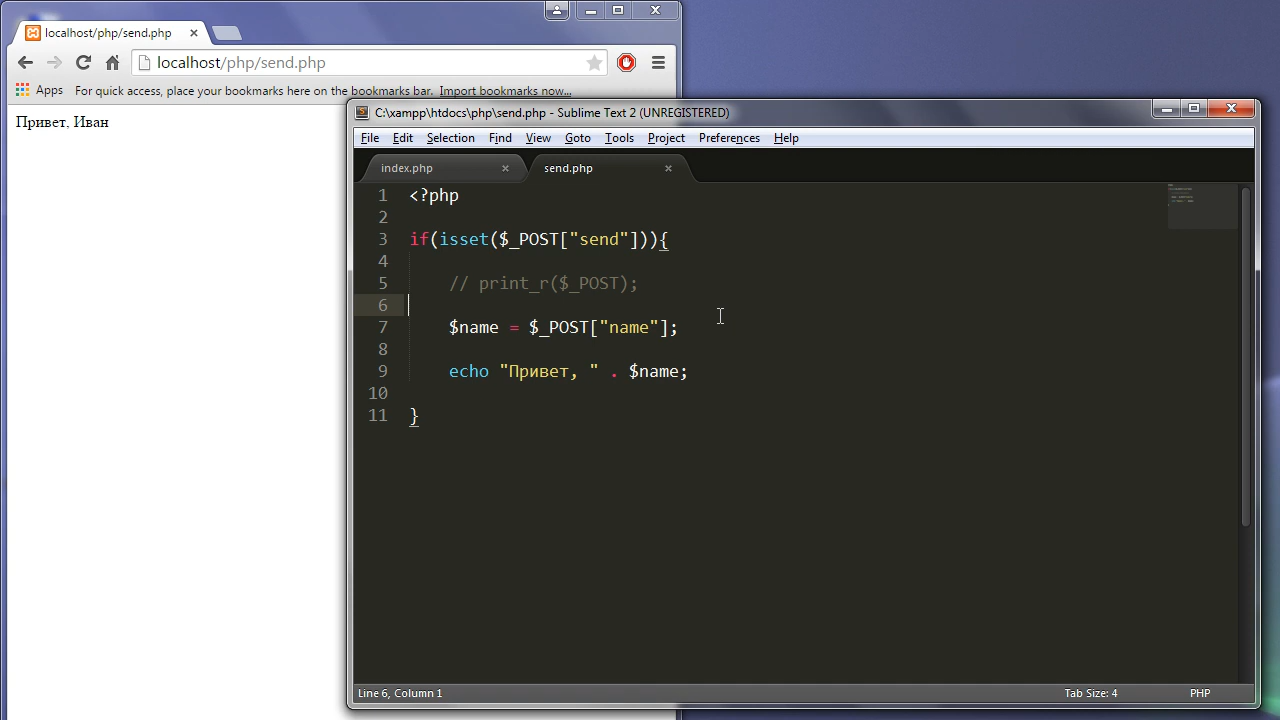 localhost/php/send.php
localhost/php/send.php
Apps For quick access, place your bookmarks here on the bookmarks bar. Import bookmarks now...
Привет, Иван
C:\xampp\htdocs\php\send.php - Sublime Text 2 (UNREGISTERED)
File Edit Selection Find View Goto Tools Project Preferences Help
index.php send.php
1 <?php
2
3 if(isset($_POST["send"])){
4
5 // print_r($_POST);
6
7 $name = $_POST["name"];
8
9 echo "Привет, " . $name;
10
11 }
Line 6, Column 1 Tab Size: 4 PHP